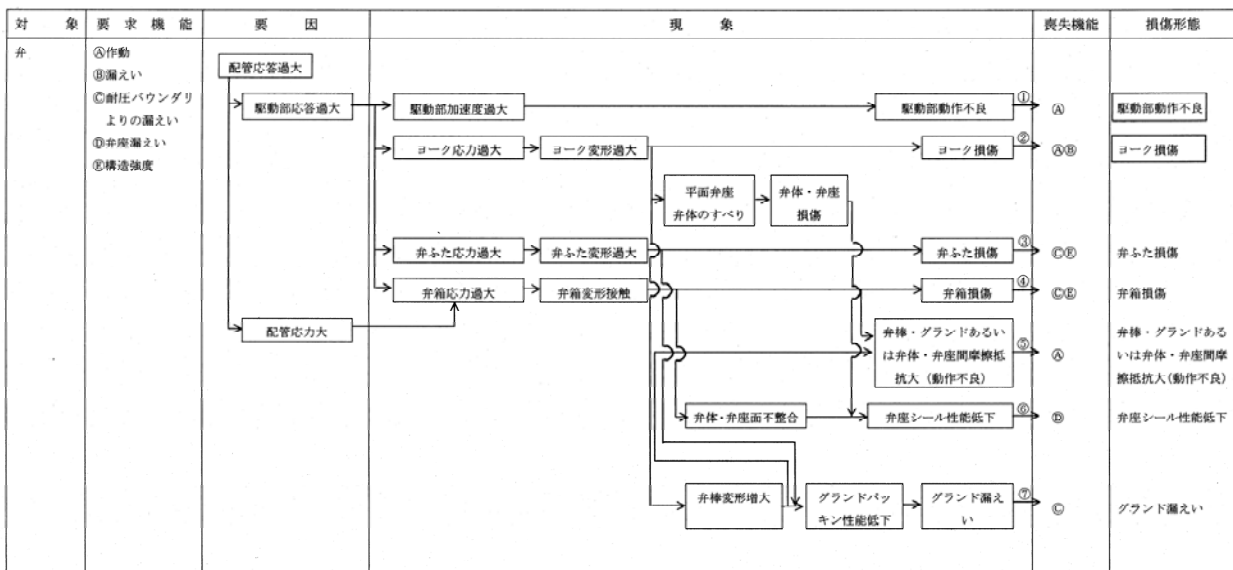 対象 要求機能 要因 現象 喪失機能 損傷形態
弁
Ⓐ作動
Ⓑ漏えい
Ⓒ耐圧バウンダリ
よりの漏えい
Ⓓ弁座漏えい
Ⓔ構造強度
配管応答過大
駆動部応答過大
駆動部加速度過大
駆動部動作不良
①
Ⓐ
駆動部動作不良
ヨーク応力過大
ヨーク変形過大
ヨーク損傷
②
ⒶⒷ
ヨーク損傷
平面弁座
弁体のすべり
弁体・弁座
損傷
弁ふた応力過大
弁ふた変形過大
弁ふた損傷
③
ⒸⒺ
弁ふた損傷
弁箱応力過大
弁箱変形接触
弁箱損傷
④
ⒸⒺ
弁箱損傷
配管応力大
弁棒・グランドあるい
は弁体・弁座間摩擦抵
抗大（動作不良）
⑤
Ⓐ
弁棒・グランドある
いは弁体・弁座間摩
擦抵抗大(動作不良)
弁体・弁座面不整合
弁座シール性能低下
⑥
Ⓓ
弁座シール性能低下
弁棒変形増大
グランドパッ
キン性能低下
グランド漏え
い
⑦
Ⓒ
グランド漏えい